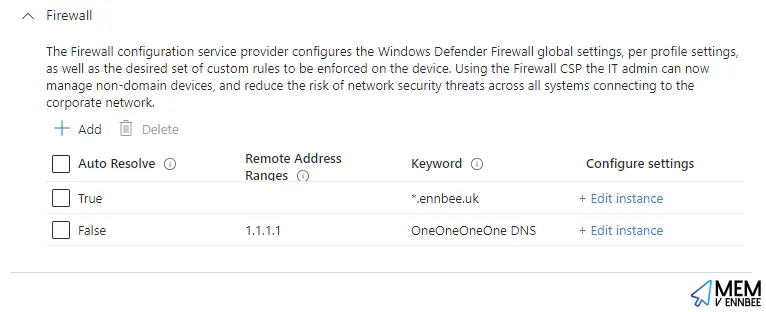 Firewall
The Firewall configuration service provider configures the Windows Defender Firewall global settings, per profile settings,
as well as the desired set of custom rules to be enforced on the device. Using the Firewall CSP the IT admin can now
manage non-domain devices, and reduce the risk of network security threats across all systems connecting to the
corporate network.
+ Add Delete
Auto Resolve Remote Address Ranges Keyword Configure settings
True *.ennbee.uk + Edit instance
False 1.1.1.1 OneOneOneOne DNS + Edit instance
MEM
V ENNBEE